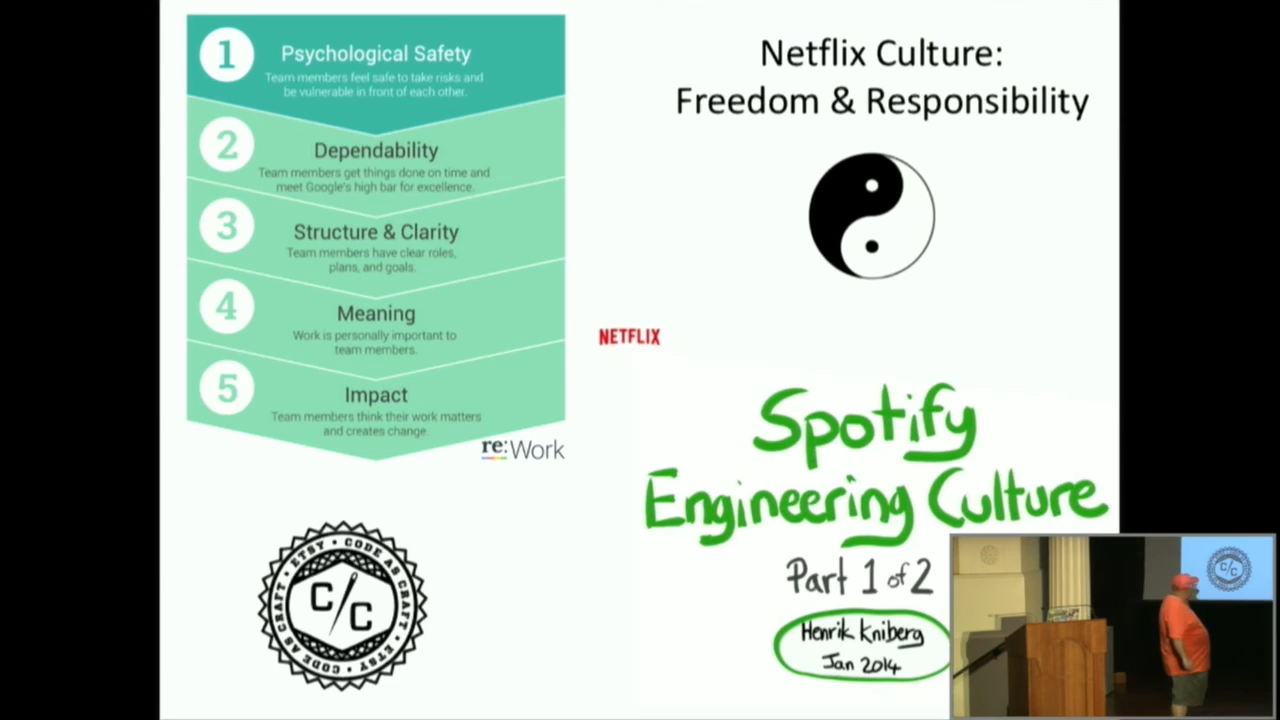 1
Psychological Safety
Team members feel safe to take risks and
be vulnerable in front of each other.
2
Dependability
Team members get things done on time and
meet Google's high bar for excellence.
3
Structure & Clarity
Team members have clear roles,
plans, and goals.
4
Meaning
Work is personally important to
team members.
5
Impact
Team members think their work matters
and creates change.
re:Work
Netflix Culture:
Freedom & Responsibility
NETFLIX
Spotify
Engineering Culture
Part 1 of 2
Henrik Kniberg
Jan 2014
CODE AS CRAFT • ETSY • CODE AS CRAFT • ETSY •
C/C
C/C